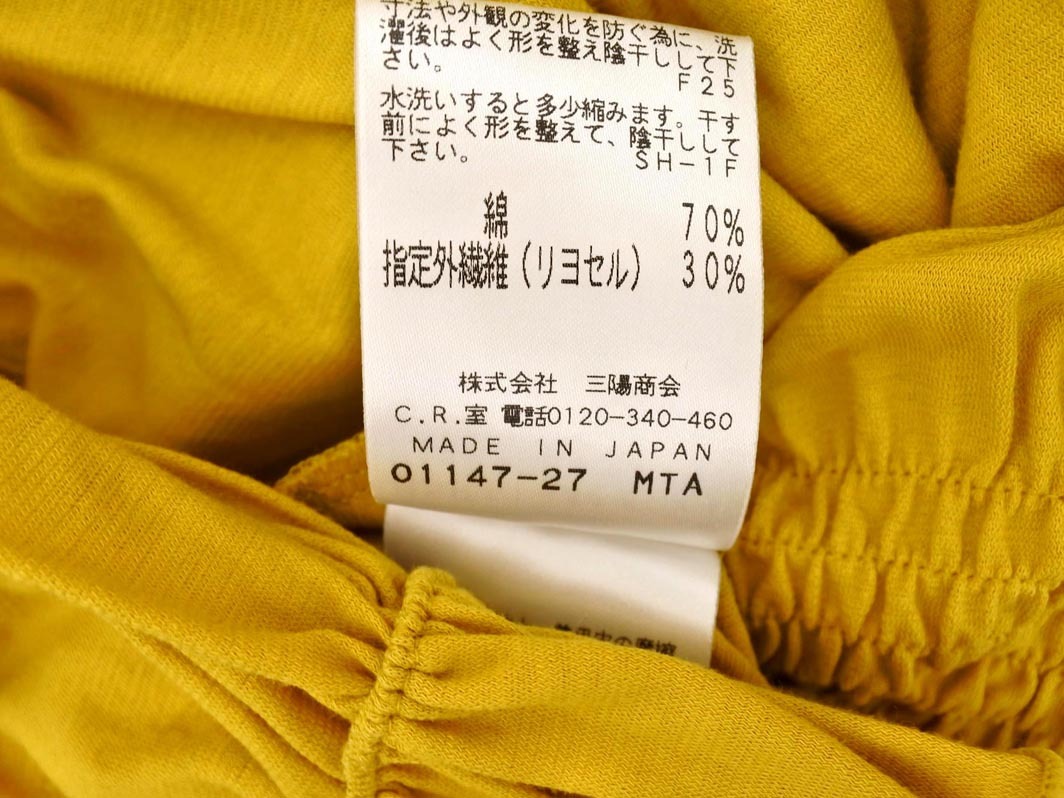 寸法や外観の変化を防ぐ為に、洗
濯後はよく形を整え陰干しして下
さい。
F25
水洗いすると多少縮みます。干す
前によく形を整えて、陰干しして
下さい。
SH-1F
綿 70%
指定外繊維(リヨセル) 30%
株式会社 三陽商会
C.R.室 電話0120-340-460
MADE IN JAPAN
01147-27 MTA